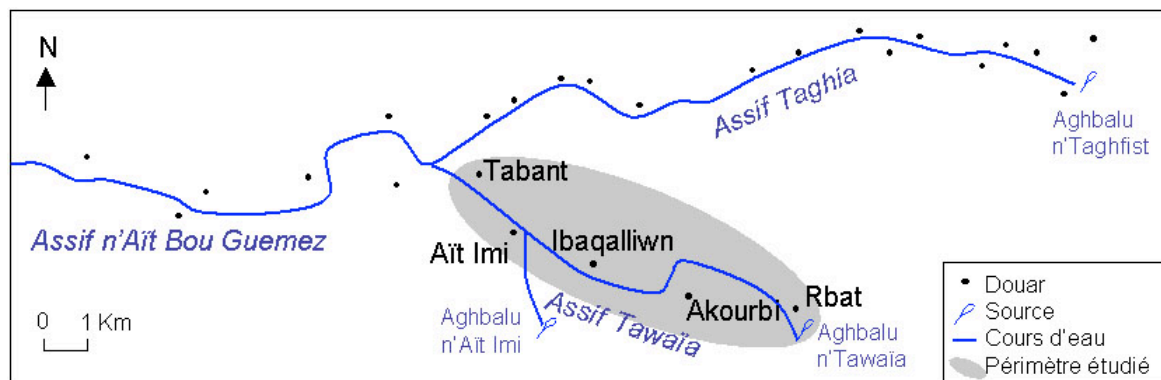 N
Assif Taghia
Aghbalu
n'Taghfist
Tabant
Assif n'Aït Bou Guemez
Aït Imi
Ibaqalliwn
Akourbi
Rbat
Assif Tawaïa
Aghbalu
n'Aït Imi
Aghbalu
n'Tawaïa
0 1 Km
Douar
Source
Cours d'eau
Périmètre étudié